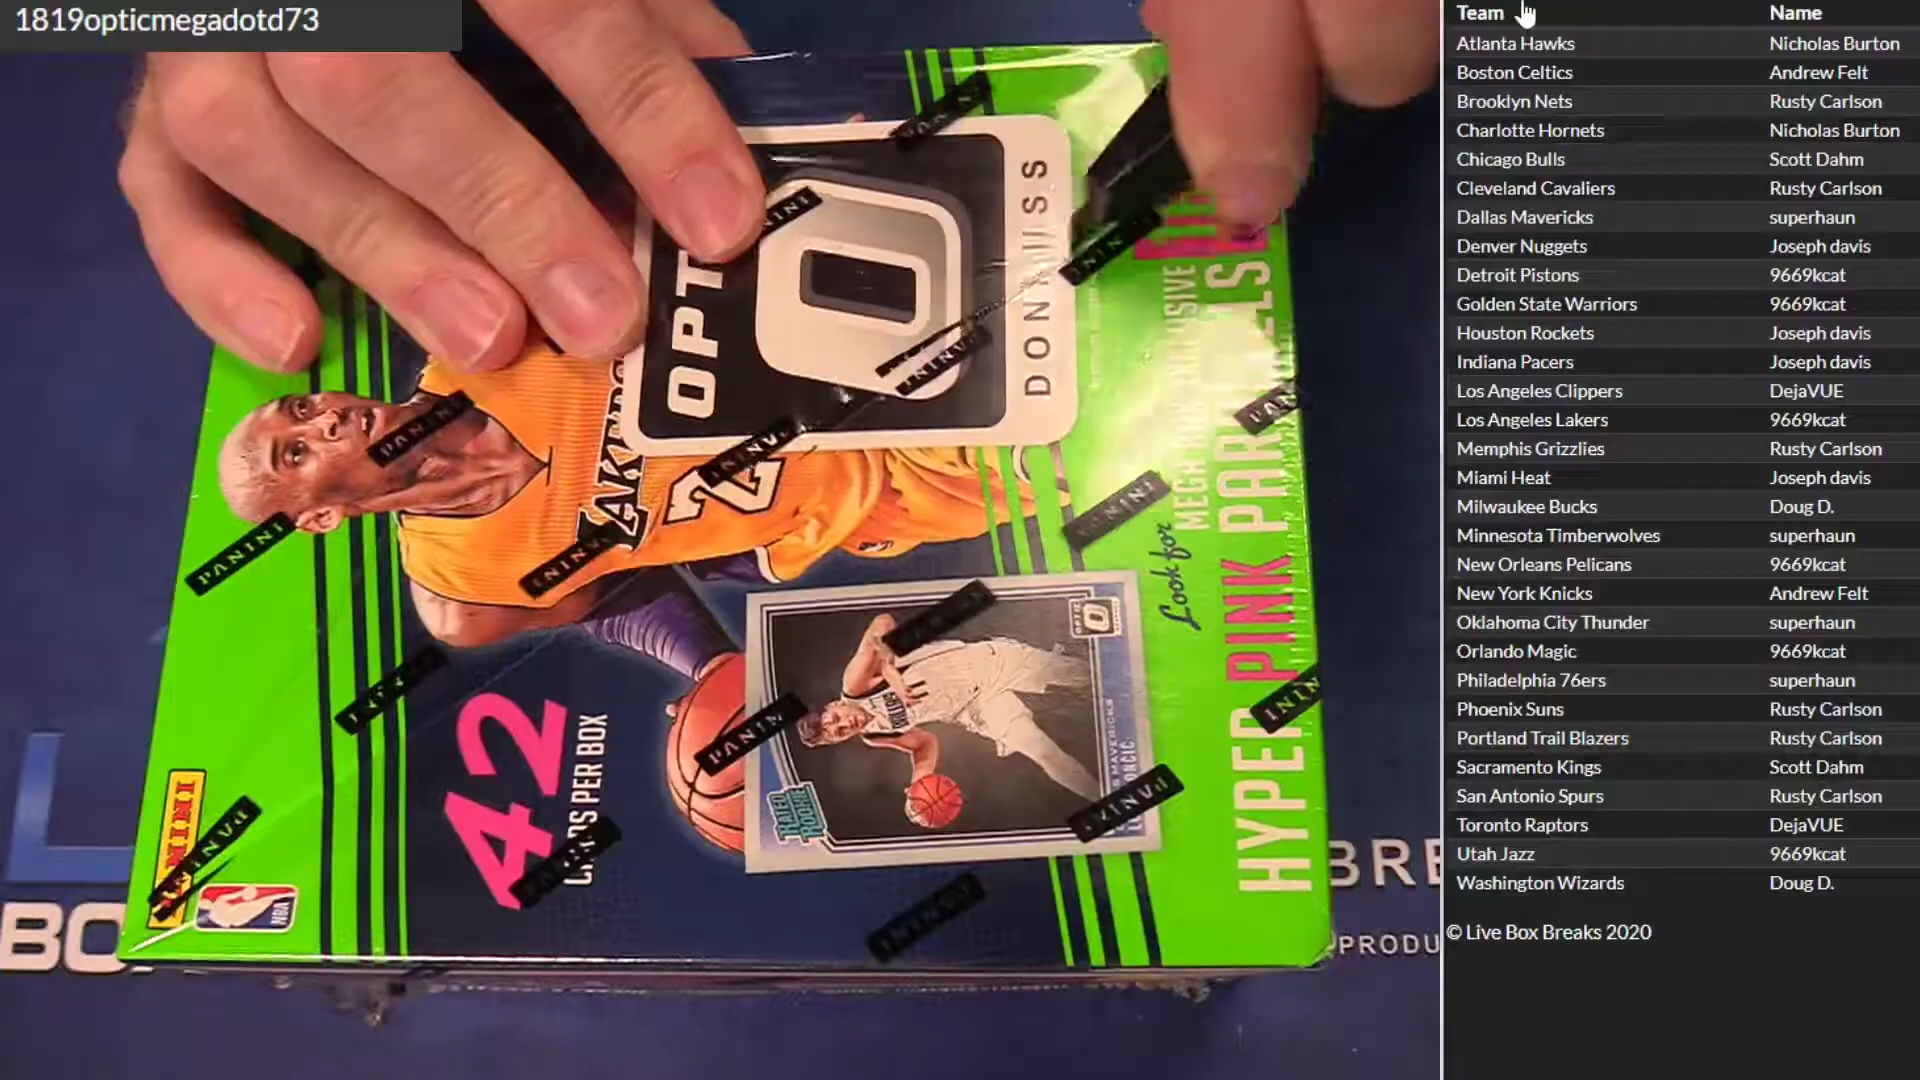 1819opticmegadotd73
Team Name
Atlanta Hawks Nicholas Burton
Boston Celtics Andrew Felt
Brooklyn Nets Rusty Carlson
Charlotte Hornets Nicholas Burton
Chicago Bulls Scott Dahm
Cleveland Cavaliers Rusty Carlson
Dallas Mavericks superhaun
Denver Nuggets Joseph davis
Detroit Pistons 9669kcat
Golden State Warriors 9669kcat
Houston Rockets Joseph davis
Indiana Pacers Joseph davis
Los Angeles Clippers DejaVUE
Los Angeles Lakers 9669kcat
Memphis Grizzlies Rusty Carlson
Miami Heat Joseph davis
Milwaukee Bucks Doug D.
Minnesota Timberwolves superhaun
New Orleans Pelicans 9669kcat
New York Knicks Andrew Felt
Oklahoma City Thunder superhaun
Orlando Magic 9669kcat
Philadelphia 76ers superhaun
Phoenix Suns Rusty Carlson
Portland Trail Blazers Rusty Carlson
Sacramento Kings Scott Dahm
San Antonio Spurs Rusty Carlson
Toronto Raptors DejaVUE
Utah Jazz 9669kcat
Washington Wizards Doug D.
© Live Box Breaks 2020
OPT
O
Look for
HYPER PINK
42
PER BOX
RATED ROOKIE
OPTIC
PANINI
NBA